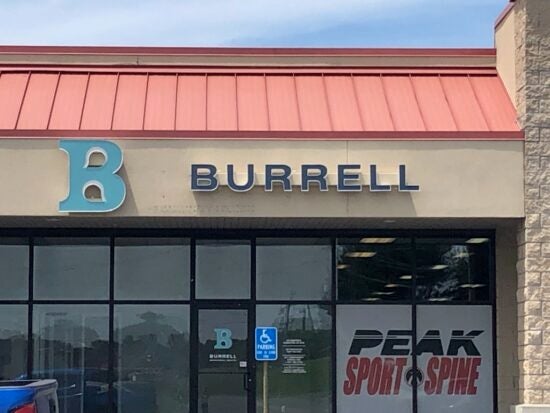 B BURRELL
B
BURRELL
PARKING
PEAK
SPORT SPINE